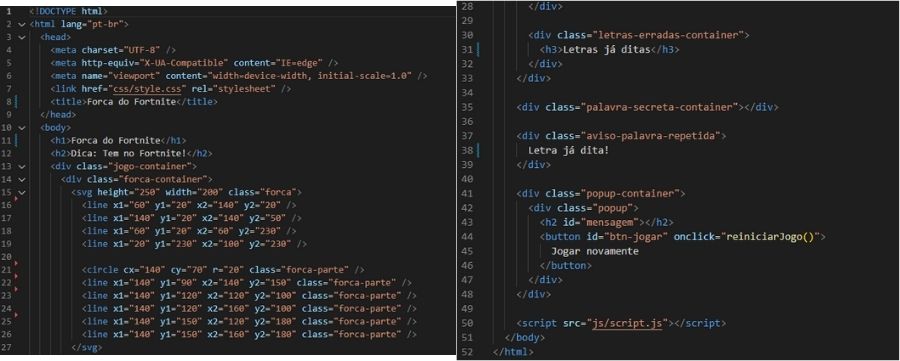 1 <!DOCTYPE html>
2 <html lang="pt-br">
3 <head>
4 <meta charset="UTF-8" />
5 <meta http-equiv="X-UA-Compatible" content="IE=edge" />
6 <meta name="viewport" content="width=device-width, initial-scale=1.0" />
7 <link href="css/style.css" rel="stylesheet" />
8 <title>Forca do Fortnite</title>
9 </head>
10 <body>
11 <h1>Forca do Fortnite</h1>
12 <h2>Dica: Tem no Fortnite!</h2>
13 <div class="jogo-container">
14 <div class="forca-container">
15 <svg height="250" width="200" class="forca">
16 <line x1="60" y1="20" x2="140" y2="20" />
17 <line x1="140" y1="20" x2="140" y2="50" />
18 <line x1="60" y1="20" x2="60" y2="230" />
19 <line x1="20" y1="230" x2="100" y2="230" />
20
21 <circle cx="140" cy="70" r="20" class="forca-parte" />
22 <line x1="140" y1="90" x2="140" y2="150" class="forca-parte" />
23 <line x1="140" y1="120" x2="120" y2="100" class="forca-parte" />
24 <line x1="140" y1="120" x2="160" y2="100" class="forca-parte" />
25 <line x1="140" y1="150" x2="120" y2="180" class="forca-parte" />
26 <line x1="140" y1="150" x2="160" y2="180" class="forca-parte" />
27 </svg>
28 </div>
29
30 <div class="letras-erradas-container">
31 <h3>Letras já ditas</h3>
32 </div>
33 </div>
34
35 <div class="palavra-secreta-container"></div>
36
37 <div class="aviso-palavra-repetida">
38 Letra já dita!
39 </div>
40
41 <div class="popup-container">
42 <div class="popup">
43 <h2 id="mensagem"></h2>
44 <button id="btn-jogar" onclick="reiniciarJogo()">
45 Jogar novamente
46 </button>
47 </div>
48 </div>
49
50 <script src="js/script.js"></script>
51 </body>
52 </html>